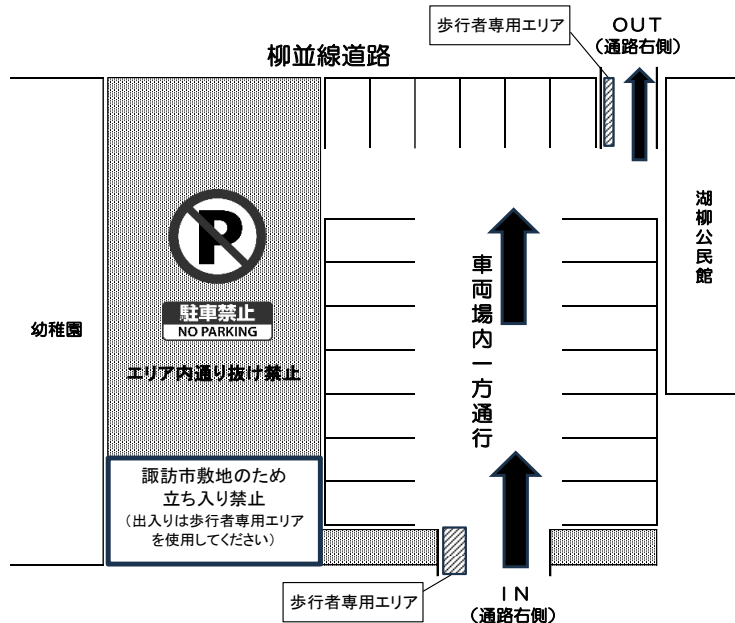 歩行者専用エリア
OUT
(通路右側)
柳並線道路
湖柳公民館
P
駐車禁止
NO PARKING
エリア内通り抜け禁止
幼稚園
車両場内一方通行
諏訪市敷地のため
立ち入り禁止
(出入りは歩行者専用エリア
を使用してください)
歩行者専用エリア
IN
(通路右側)